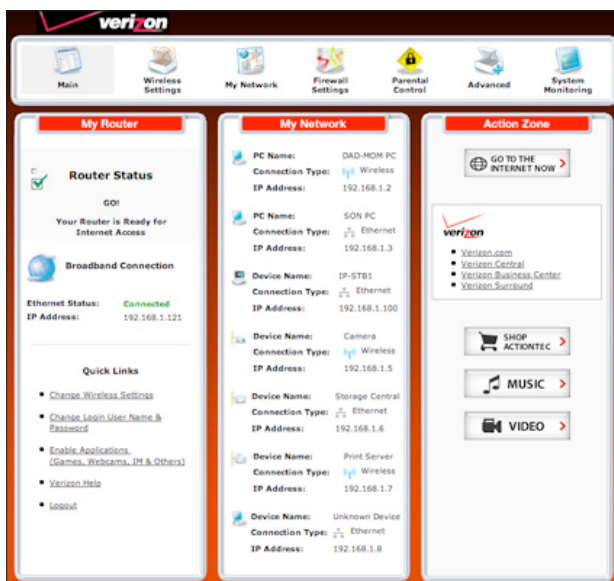 verizon
Main
Wireless
Settings
My Network
Firewall
Settings
Parental
Control
Advanced
System
Monitoring
My Router
Router Status
GO!
Your Router is Ready for
Internet Access
Broadband Connection
Ethernet Status: Connected
IP Address: 192.168.1.121
Quick Links
Change Wireless Settings
Change Login User Name &
Password
Enable Applications
(Games, Webcams, IM & Others)
Verizon Help
Logout
My Network
PC Name: DAD-MOM PC
Connection Type: Wireless
IP Address: 192.168.1.2
PC Name: SON PC
Connection Type: Ethernet
IP Address: 192.168.1.3
Device Name: IP-STB1
Connection Type: Ethernet
IP Address: 192.168.1.100
Device Name: Camera
Connection Type: Wireless
IP Address: 192.168.1.5
Device Name: Storage Central
Connection Type: Ethernet
IP Address: 192.168.1.6
Device Name: Print Server
Connection Type: Wireless
IP Address: 192.168.1.7
Device Name: Unknown Device
Connection Type: Ethernet
IP Address: 192.168.1.8
Action Zone
GO TO THE
INTERNET NOW
verizon
Verizon.com
Verizon Central
Verizon Business Center
Verizon Surround
SHOP
ACTIONTEC
MUSIC
VIDEO